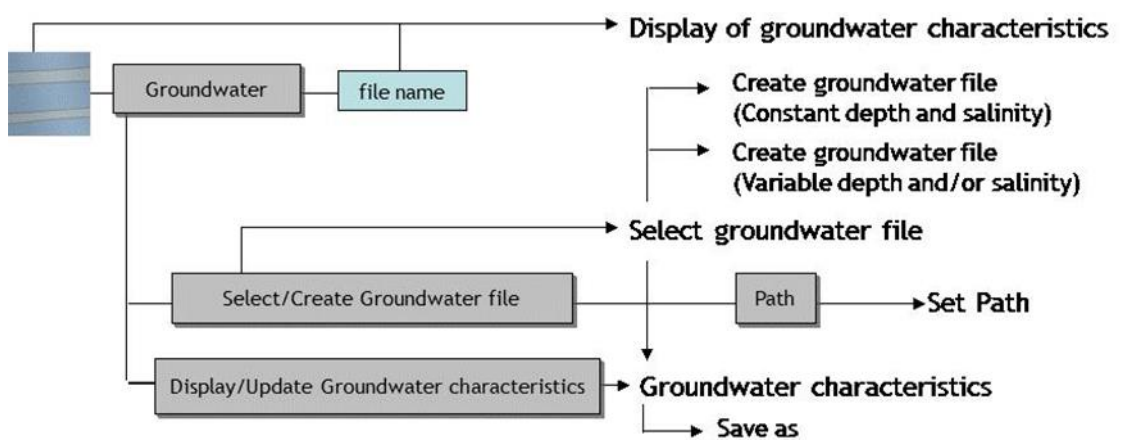 Display of groundwater characteristics
Groundwater
file name
Create groundwater file
(Constant depth and salinity)
Create groundwater file
(Variable depth and/or salinity)
Select groundwater file
Select/Create Groundwater file
Path
Set Path
Display/Update Groundwater characteristics
Groundwater characteristics
Save as